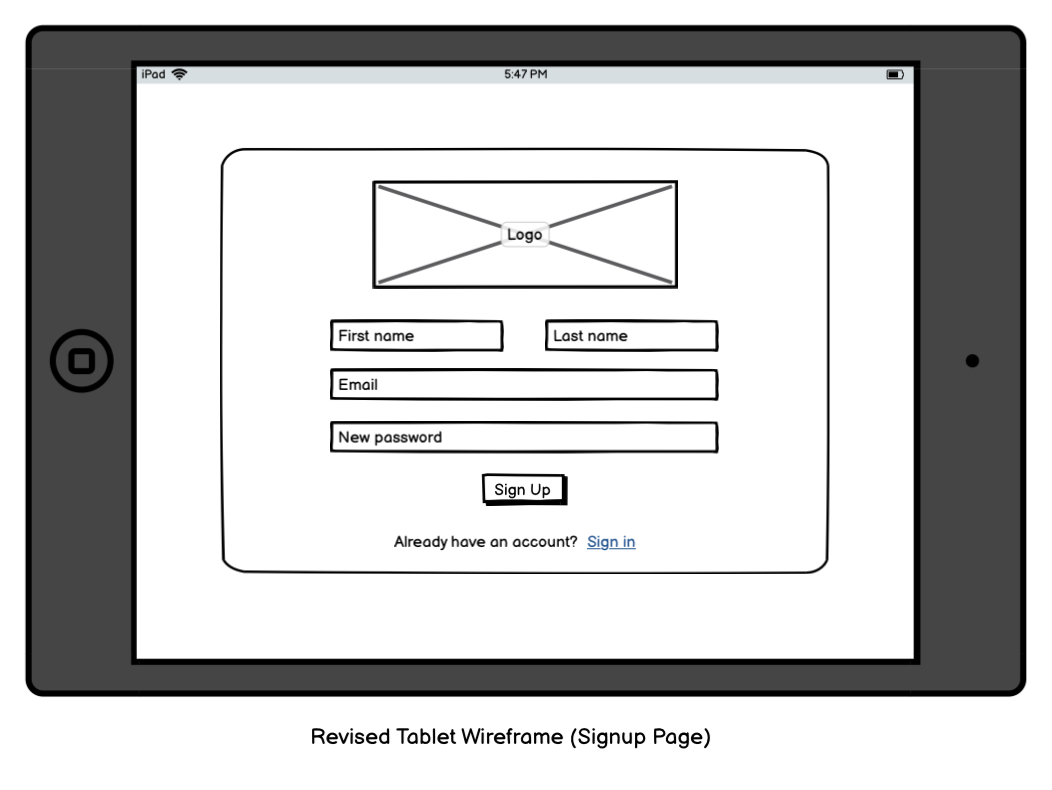 iPad 5:47 PM
Logo
First name Last name
Email
New password
Sign Up
Already have an account? Sign in
Revised Tablet Wireframe (Signup Page)